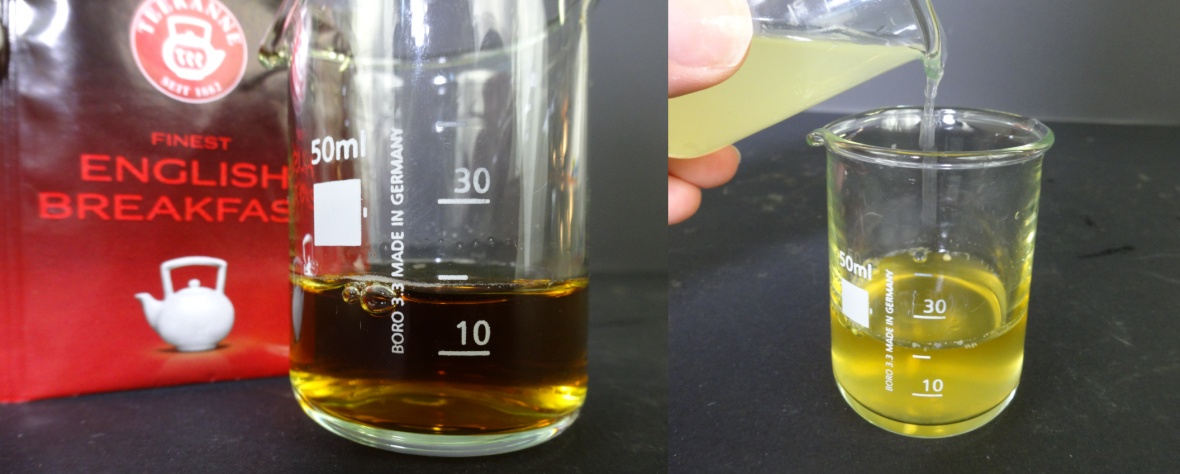 TEEKANNE
SEIT 1882
FINEST
ENGLISH
BREAKFAS
50ml
30
10
BORO 3.3 MADE IN GERMANY
50ml
30
10
BORO 3.3 MADE IN GERMANY